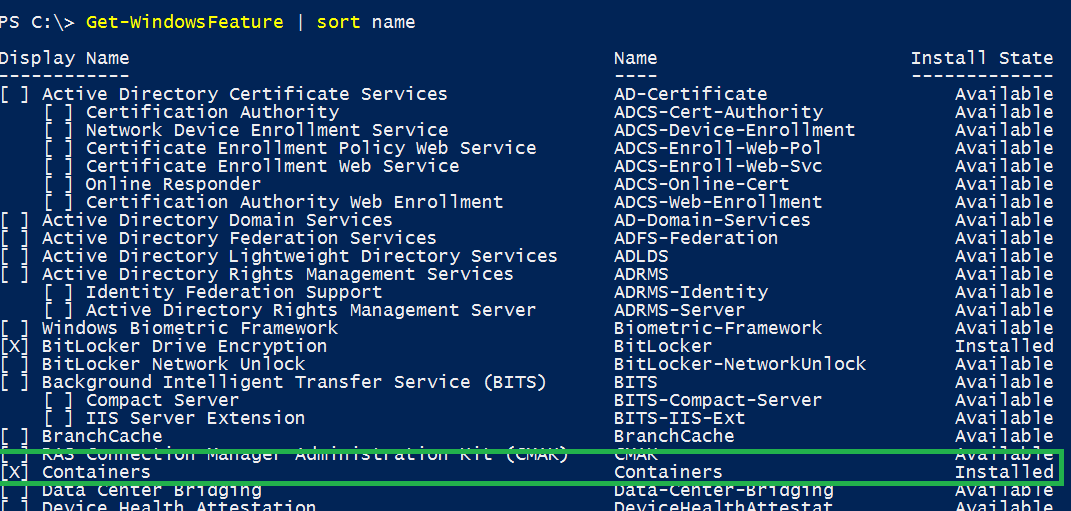 PS C:\> Get-WindowsFeature | sort name
Display Name Name Install State
------------ ---- -------------
[ ] Active Directory Certificate Services AD-Certificate Available
[ ] Certification Authority ADCS-Cert-Authority Available
[ ] Network Device Enrollment Service ADCS-Device-Enrollment Available
[ ] Certificate Enrollment Policy Web Service ADCS-Enroll-Web-Pol Available
[ ] Certificate Enrollment Web Service ADCS-Enroll-Web-Svc Available
[ ] Online Responder ADCS-Online-Cert Available
[ ] Certification Authority Web Enrollment ADCS-Web-Enrollment Available
[ ] Active Directory Domain Services AD-Domain-Services Available
[ ] Active Directory Federation Services ADFS-Federation Available
[ ] Active Directory Lightweight Directory Services ADLDS Available
[ ] Active Directory Rights Management Services ADRMS Available
[ ] Identity Federation Support ADRMS-Identity Available
[ ] Active Directory Rights Management Server ADRMS-Server Available
[ ] Windows Biometric Framework Biometric-Framework Available
[X] BitLocker Drive Encryption BitLocker Installed
[ ] BitLocker Network Unlock BitLocker-NetworkUnlock Available
[ ] Background Intelligent Transfer Service (BITS) BITS Available
[ ] Compact Server BITS-Compact-Server Available
[ ] IIS Server Extension BITS-IIS-Ext Available
[ ] BranchCache BranchCache Available
[ ] RAS Connection Manager Administration Kit (CMAK) CMAK Available
[X] Containers Containers Installed
[ ] Data Center Bridging Data-Center-Bridging Available
[ ] Device Health Attestation DeviceHealthAttestat... Available